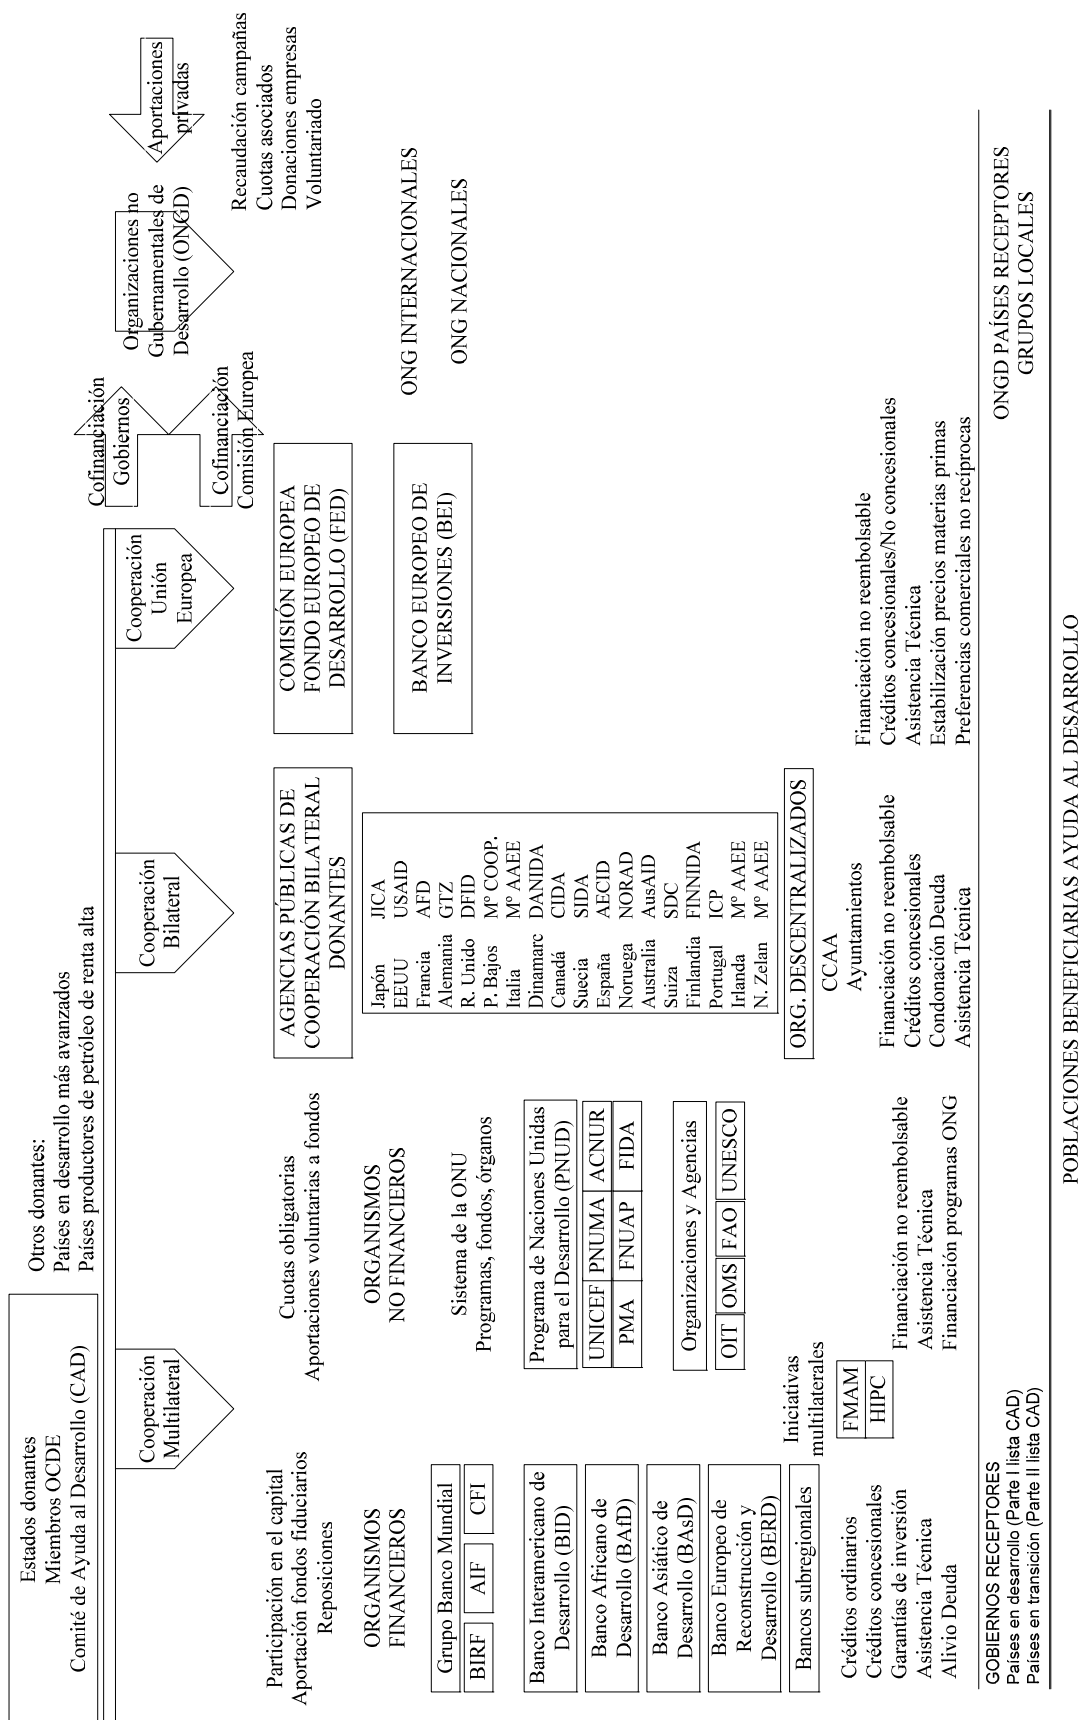 Estados donantes
Miembros OCDE
Comité de Ayuda al Desarrollo (CAD)
Otros donantes:
Países en desarrollo más avanzados
Países productores de petróleo de renta alta
Cooperación
Multilateral
Cooperación
Bilateral
Cooperación
Unión
Europea
Cofinanciación
Gobiernos
Cofinanciación
Comisión Europea
Organizaciones no
Gubernamentales de
Desarrollo (ONGD)
Aportaciones
privadas
Recaudación campañas
Cuotas asociados
Donaciones empresas
Voluntariado
Participación en el capital
Aportación fondos fiduciarios
Reposiciones
ORGANISMOS
FINANCIEROS
Grupo Banco Mundial
BIRF AIF CFI
Banco Interamericano de
Desarrollo (BID)
Banco Africano de
Desarrollo (BAfD)
Banco Asiático de
Desarrollo (BAsD)
Banco Europeo de
Reconstrucción y
Desarrollo (BERD)
Bancos subregionales
Créditos ordinarios
Créditos concesionales
Garantías de inversión
Asistencia Técnica
Alivio Deuda
Iniciativas
multilaterales
FMAM
HIPC
Cuotas obligatorias
Aportaciones voluntarias a fondos
ORGANISMOS
NO FINANCIEROS
Sistema de la ONU
Programas, fondos, órganos
Programa de Naciones Unidas
para el Desarrollo (PNUD)
UNICEF PNUMA ACNUR
PMA FNUAP FIDA
Organizaciones y Agencias
OIT OMS FAO UNESCO
Financiación no reembolsable
Asistencia Técnica
Financiación programas ONG
AGENCIAS PÚBLICAS DE
COOPERACIÓN BILATERAL
DONANTES
Japón JICA
EEUU USAID
Francia AFD
Alemania GTZ
R. Unido DFID
P. Bajos Mº COOP.
Italia Mº AAEE
Dinamarc DANIDA
Canadá CIDA
Suecia SIDA
España AECID
Noruega NORAD
Australia AusAID
Suiza SDC
Finlandia FINNIDA
Portugal ICP
Irlanda Mº AAEE
N. Zelan Mº AAEE
ORG. DESCENTRALIZADOS
CCAA
Ayuntamientos
Financiación no reembolsable
Créditos concesionales
Condonación Deuda
Asistencia Técnica
COMISIÓN EUROPEA
FONDO EUROPEO DE
DESARROLLO (FED)
BANCO EUROPEO DE
INVERSIONES (BEI)
Financiación no reembolsable
Créditos concesionales/No concesionales
Asistencia Técnica
Estabilización precios materias primas
Preferencias comerciales no recíprocas
ONG INTERNACIONALES
ONG NACIONALES
GOBIERNOS RECEPTORES
Países en desarrollo (Parte I lista CAD)
Países en transición (Parte II lista CAD)
ONGD PAÍSES RECEPTORES
GRUPOS LOCALES
POBLACIONES BENEFICIARIAS AYUDA AL DESARROLLO